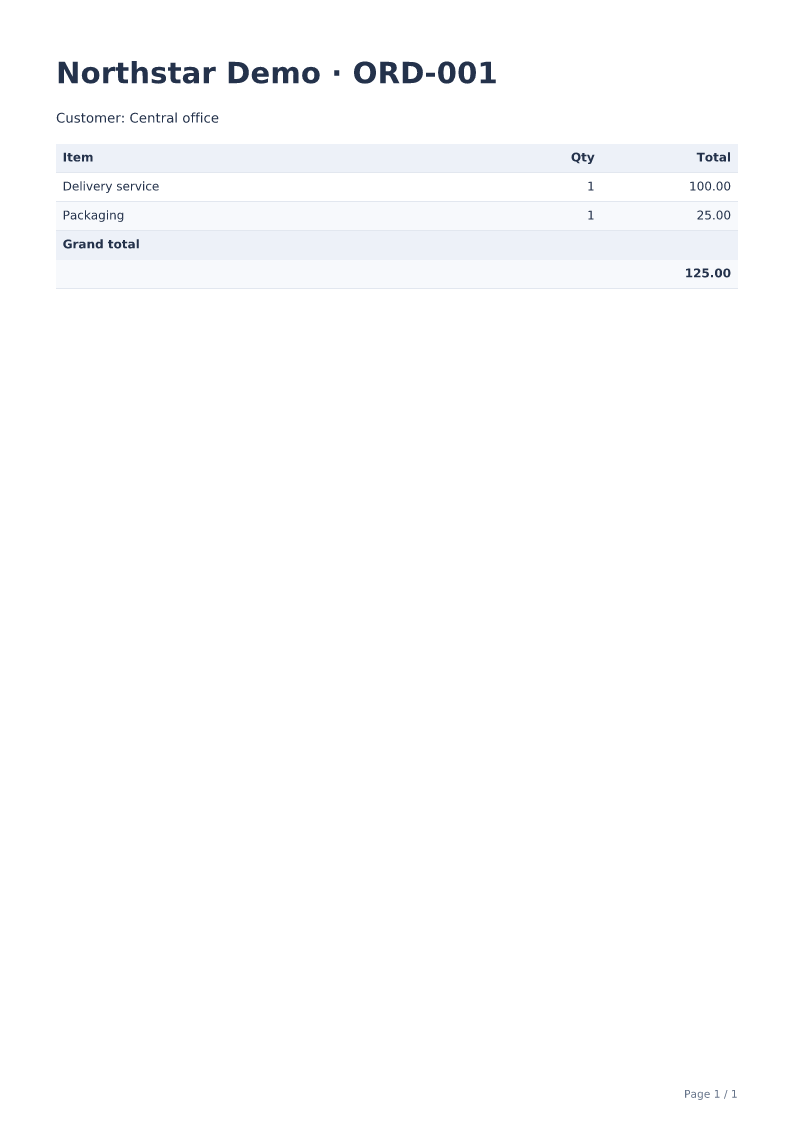 Northstar Demo · ORD-001
Customer: Central office
Item Qty Total
Delivery service 1 100.00
Packaging 1 25.00
Grand total
125.00
Page 1 / 1